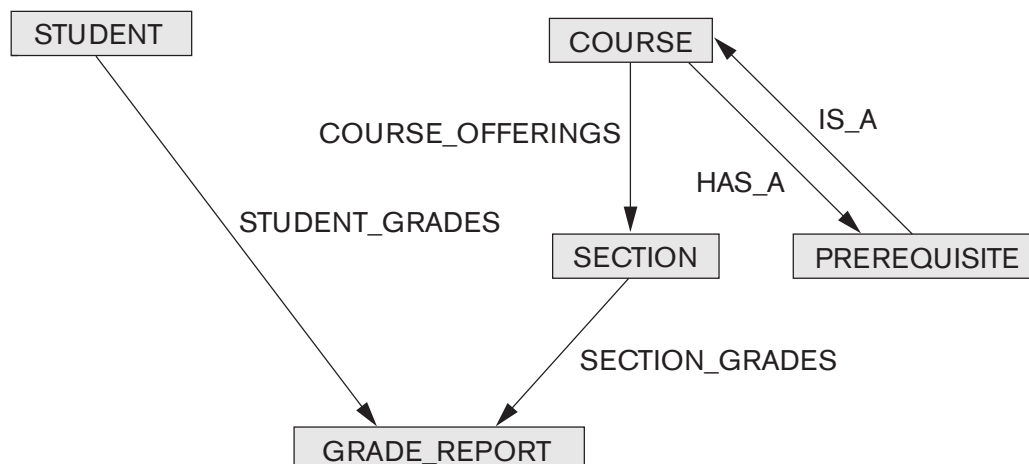 STUDENT
COURSE
COURSE_OFFERINGS
IS_A
HAS_A
STUDENT_GRADES
SECTION
PREREQUISITE
SECTION_GRADES
GRADE_REPORT